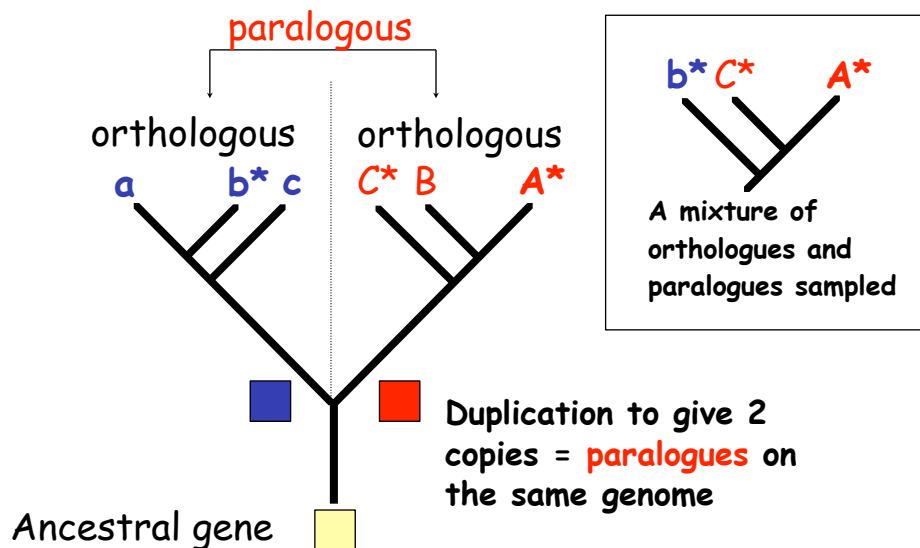 paralogous
orthologous orthologous
a b* c C* B A*
Duplication to give 2
copies = paralogues on
the same genome
Ancestral gene
b* C* A*
A mixture of
orthologues and
paralogues sampled